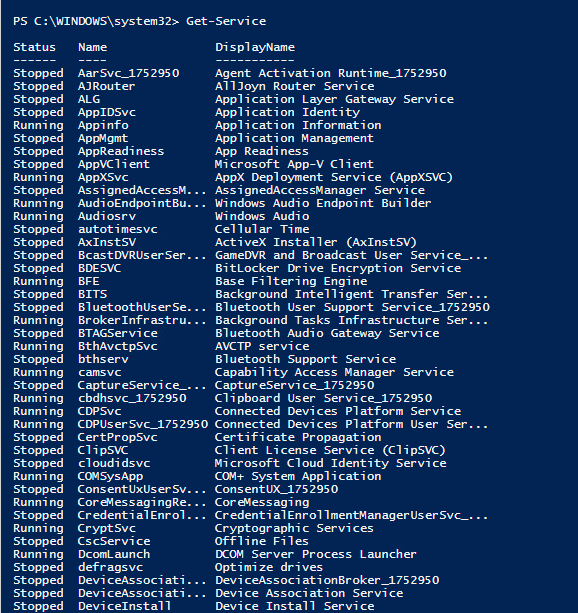 PS C:\WINDOWS\system32> Get-Service
Status Name DisplayName
------ ---- -----------
Stopped AarSvc_1752950 Agent Activation Runtime_1752950
Stopped AJRouter AllJoyn Router Service
Stopped ALG Application Layer Gateway Service
Stopped AppIDSvc Application Identity
Running Appinfo Application Information
Stopped AppMgmt Application Management
Stopped AppReadiness App Readiness
Stopped AppVClient Microsoft App-V Client
Running AppXSvc AppX Deployment Service (AppXSVC)
Stopped AssignedAccessM... AssignedAccessManager Service
Running AudioEndpointBu... Windows Audio Endpoint Builder
Running Audiosrv Windows Audio
Stopped autotimesvc Cellular Time
Stopped AxInstSV ActiveX Installer (AxInstSV)
Stopped BcastDVRUserSer... GameDVR and Broadcast User Service_...
Stopped BDESVC BitLocker Drive Encryption Service
Running BFE Base Filtering Engine
Stopped BITS Background Intelligent Transfer Ser...
Stopped BluetoothUserSe... Bluetooth User Support Service_1752950
Running BrokerInfrastru... Background Tasks Infrastructure Ser...
Stopped BTAGService Bluetooth Audio Gateway Service
Running BthAvctpSvc AVCTP service
Stopped bthserv Bluetooth Support Service
Running camsvc Capability Access Manager Service
Stopped CaptureService_... CaptureService_1752950
Running cbdhsvc_1752950 Clipboard User Service_1752950
Running CDPSvc Connected Devices Platform Service
Running CDPUserSvc_1752950 Connected Devices Platform User Ser...
Stopped CertPropSvc Certificate Propagation
Stopped ClipSVC Client License Service (ClipSVC)
Stopped cloudidsvc Microsoft Cloud Identity Service
Running COMSysApp COM+ System Application
Stopped ConsentUxUserSv... ConsentUX_1752950
Running CoreMessagingRe... CoreMessaging
Stopped CredentialEnrol... CredentialEnrollmentManagerUserSvc_...
Running CryptSvc Cryptographic Services
Stopped CscService Offline Files
Running DcomLaunch DCOM Server Process Launcher
Stopped defragsvc Optimize drives
Stopped DeviceAssociati... DeviceAssociationBroker_1752950
Running DeviceAssociati... Device Association Service
Stopped DeviceInstall Device Install Service